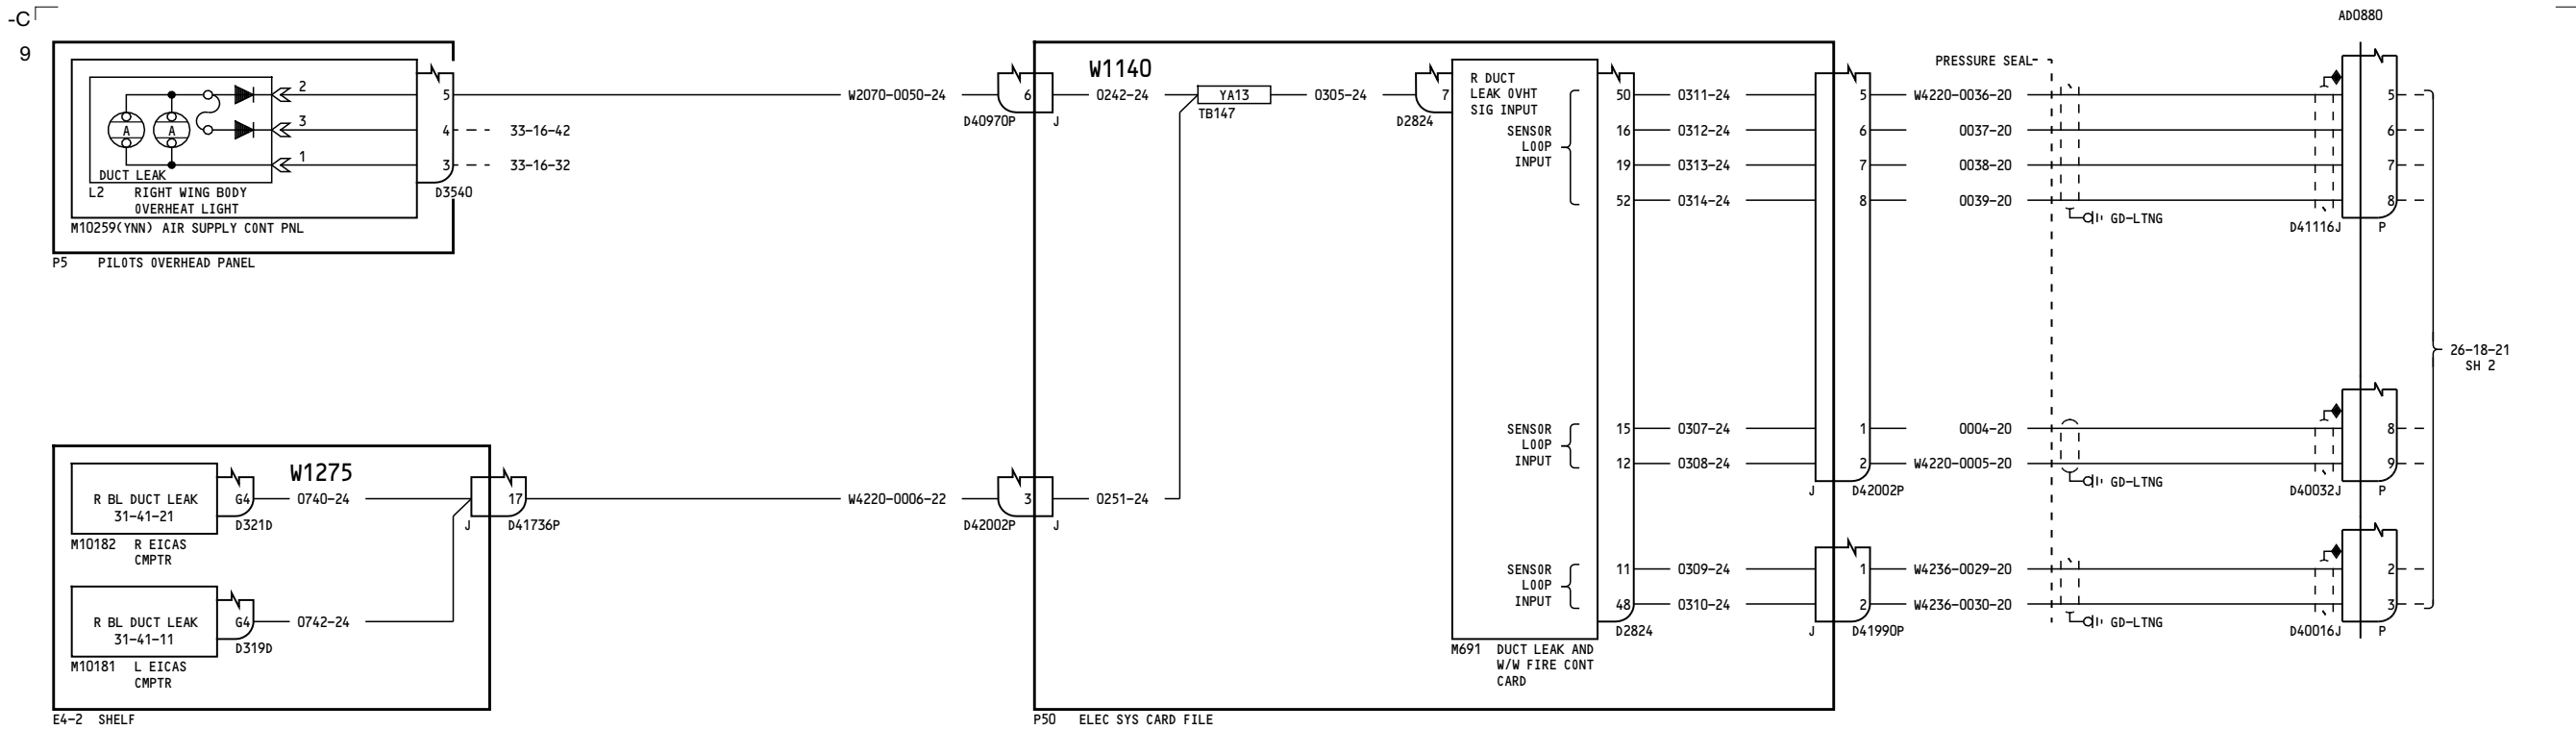 -C
9
AD0880
2
3
1
A
A
DUCT LEAK
L2 RIGHT WING BODY
OVERHEAT LIGHT
M10259(YNN) AIR SUPPLY CONT PNL
P5 PILOTS OVERHEAD PANEL
5
4
3
D3540
33-16-42
33-16-32
W2070-0050-24
6
D40970P
J
W1140
0242-24
YA13
TB147
0305-24
7
D2824
R DUCT
LEAK OVHT
SIG INPUT
SENSOR
LOOP
INPUT
50
16
19
52
0311-24
0312-24
0313-24
0314-24
5
6
7
8
W4220-0036-20
0037-20
0038-20
0039-20
PRESSURE SEAL
GD-LTNG
5
6
7
8
D41116J
P
26-18-21
SH 2
SENSOR
LOOP
INPUT
15
12
0307-24
0308-24
1
2
J
D42002P
0004-20
W4220-0005-20
GD-LTNG
8
9
D40032J
P
SENSOR
LOOP
INPUT
11
48
D2824
0309-24
0310-24
1
2
J
D41990P
W4236-0029-20
W4236-0030-20
GD-LTNG
2
3
D40016J
P
M691 DUCT LEAK AND
W/W FIRE CONT
CARD
P50 ELEC SYS CARD FILE
W1275
R BL DUCT LEAK
31-41-21
G4
D321D
0740-24
M10182 R EICAS
CMPTR
J
17
D41736P
W4220-0006-22
3
D42002P
J
0251-24
R BL DUCT LEAK
31-41-11
G4
D319D
0742-24
M10181 L EICAS
CMPTR
E4-2 SHELF